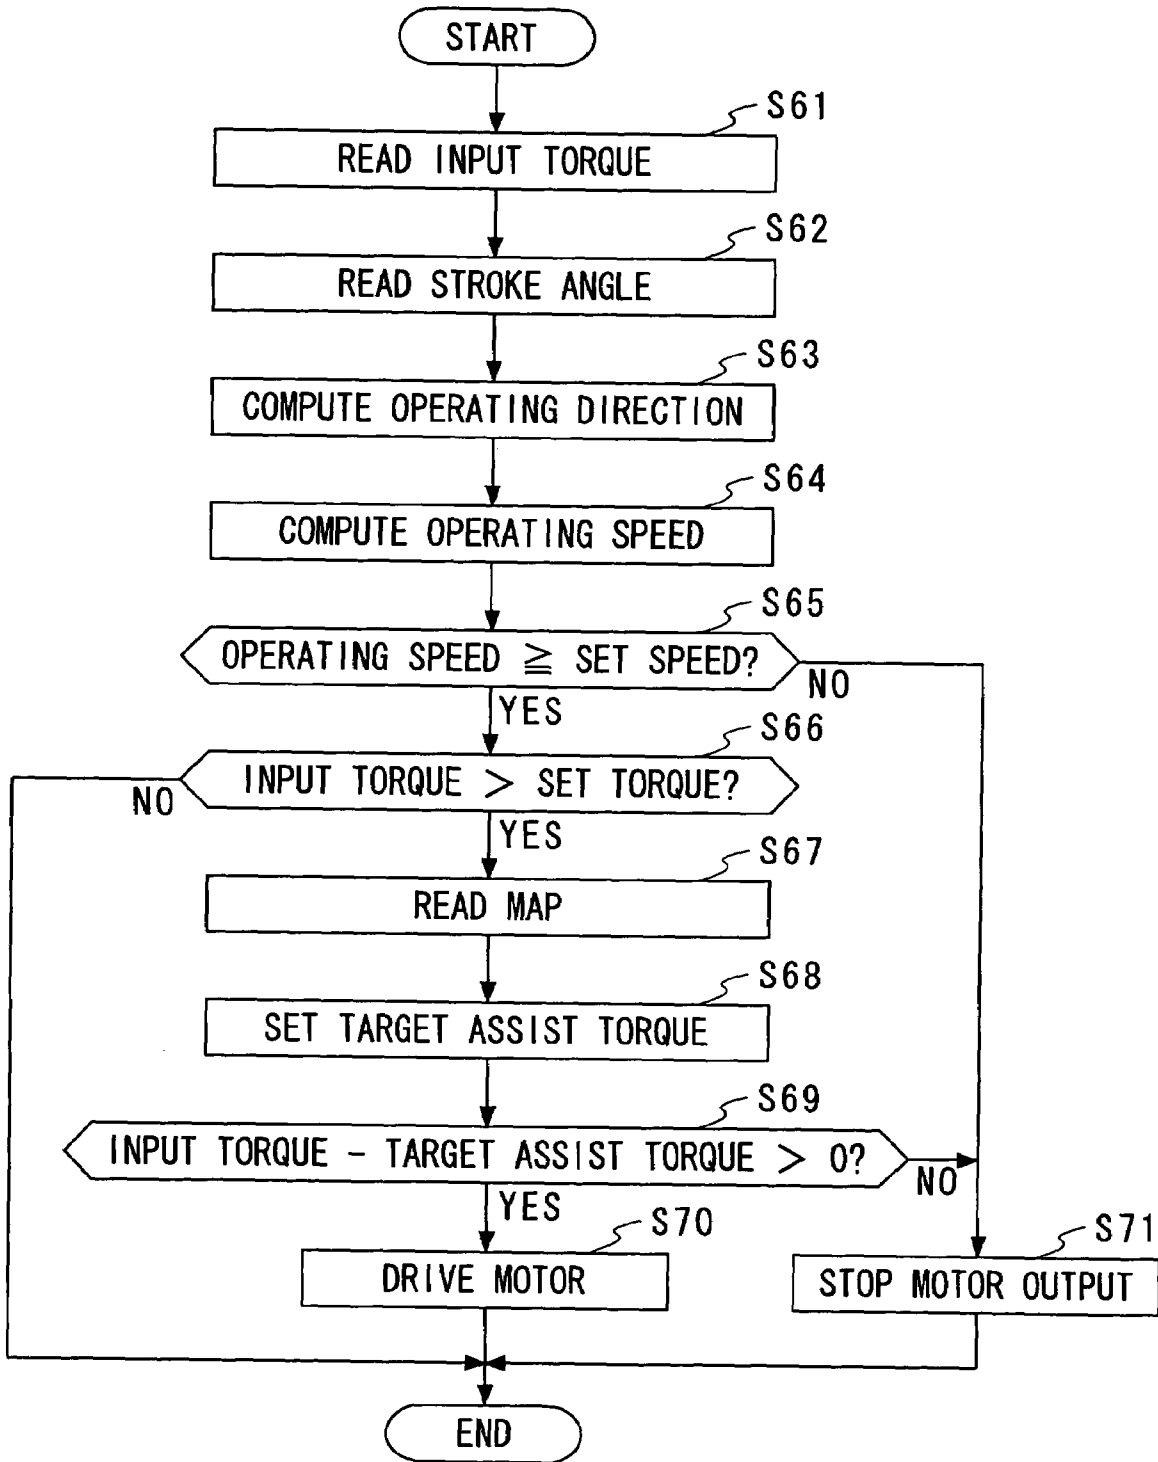 START
S61
READ INPUT TORQUE
S62
READ STROKE ANGLE
S63
COMPUTE OPERATING DIRECTION
S64
COMPUTE OPERATING SPEED
S65
OPERATING SPEED ≧ SET SPEED?
NO
YES
S66
INPUT TORQUE > SET TORQUE?
NO
YES
S67
READ MAP
S68
SET TARGET ASSIST TORQUE
S69
INPUT TORQUE - TARGET ASSIST TORQUE > 0?
NO
YES
S70
DRIVE MOTOR
S71
STOP MOTOR OUTPUT
END